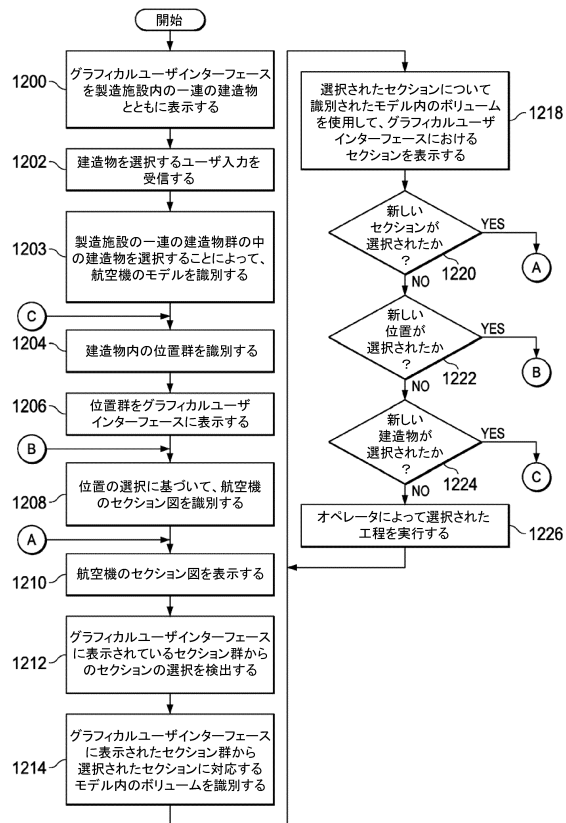 開始
1200
グラフィカルユーザインターフェース
を製造施設内の一連の建造物
とともに表示する
1202
建造物を選択するユーザ入力を
受信する
1203
製造施設の一連の建造物群の中
の建造物を選択することによって、
航空機のモデルを識別する
C
1204
建造物内の位置群を識別する
1206
位置群をグラフィカルユーザ
インターフェースに表示する
B
1208
位置の選択に基づいて、航空機
のセクション図を識別する
A
1210
航空機のセクション図を表示する
1212
グラフィカルユーザインターフェース
に表示されているセクション群から
のセクションの選択を検出する
1214
グラフィカルユーザインターフェース
に表示されたセクション群から
選択されたセクションに対応する
モデル内のボリュームを識別する
選択されたセクションについて
識別されたモデル内のボリューム
を使用して、グラフィカルユーザ
インターフェースにおける
セクションを表示する
1218
新しい
セクションが
選択されたか
?
YES
1220
A
NO
新しい
位置が
選択されたか
?
YES
1222
B
NO
新しい
建造物が
選択されたか
?
YES
1224
C
NO
オペレータによって選択された
工程を実行する
1226